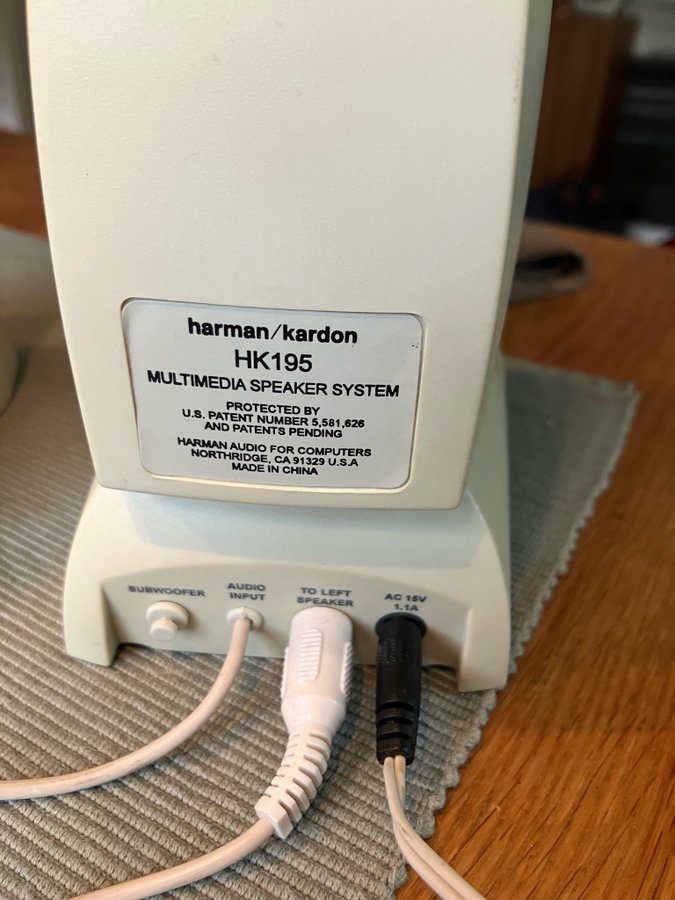 harman/kardon
HK195
MULTIMEDIA SPEAKER SYSTEM
PROTECTED BY
U.S. PATENT NUMBER 5,581,626
AND PATENTS PENDING
HARMAN AUDIO FOR COMPUTERS
NORTHRIDGE, CA 91329 U.S.A
MADE IN CHINA
SUBWOOFER
AUDIO
INPUT
TO LEFT
SPEAKER
AC 15V
1.1A